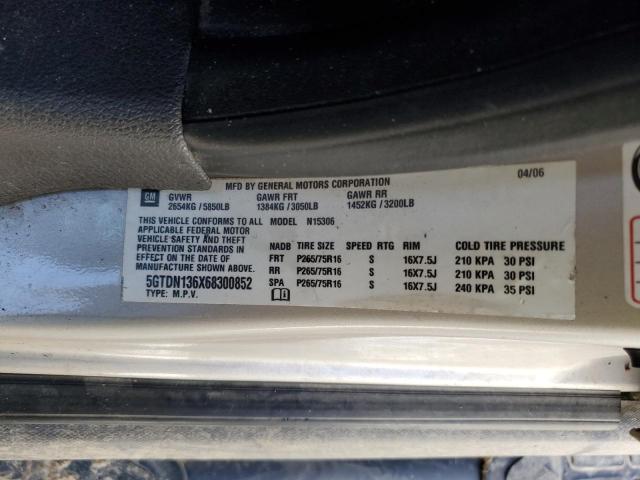 MFD BY GENERAL MOTORS CORPORATION 04/06
GM GVWR GAWR FRT GAWR RR
2654KG / 5850LB 1384KG / 3050LB 1452KG / 3200LB
THIS VEHICLE CONFORMS TO ALL MODEL N15306
APPLICABLE FEDERAL MOTOR
VEHICLE SAFETY AND THEFT
PREVENTION STANDARDS IN
EFFECT ON THE DATE OF
MANUFACTURE SHOWN ABOVE.
5GTDN136X68300852
TYPE: M.P.V.
NADB TIRE SIZE SPEED RTG RIM COLD TIRE PRESSURE
FRT P265/75R16 S 16X7.5J 210 KPA 30 PSI
RR P265/75R16 S 16X7.5J 210 KPA 30 PSI
SPA P265/75R16 S 16X7.5J 240 KPA 35 PSI